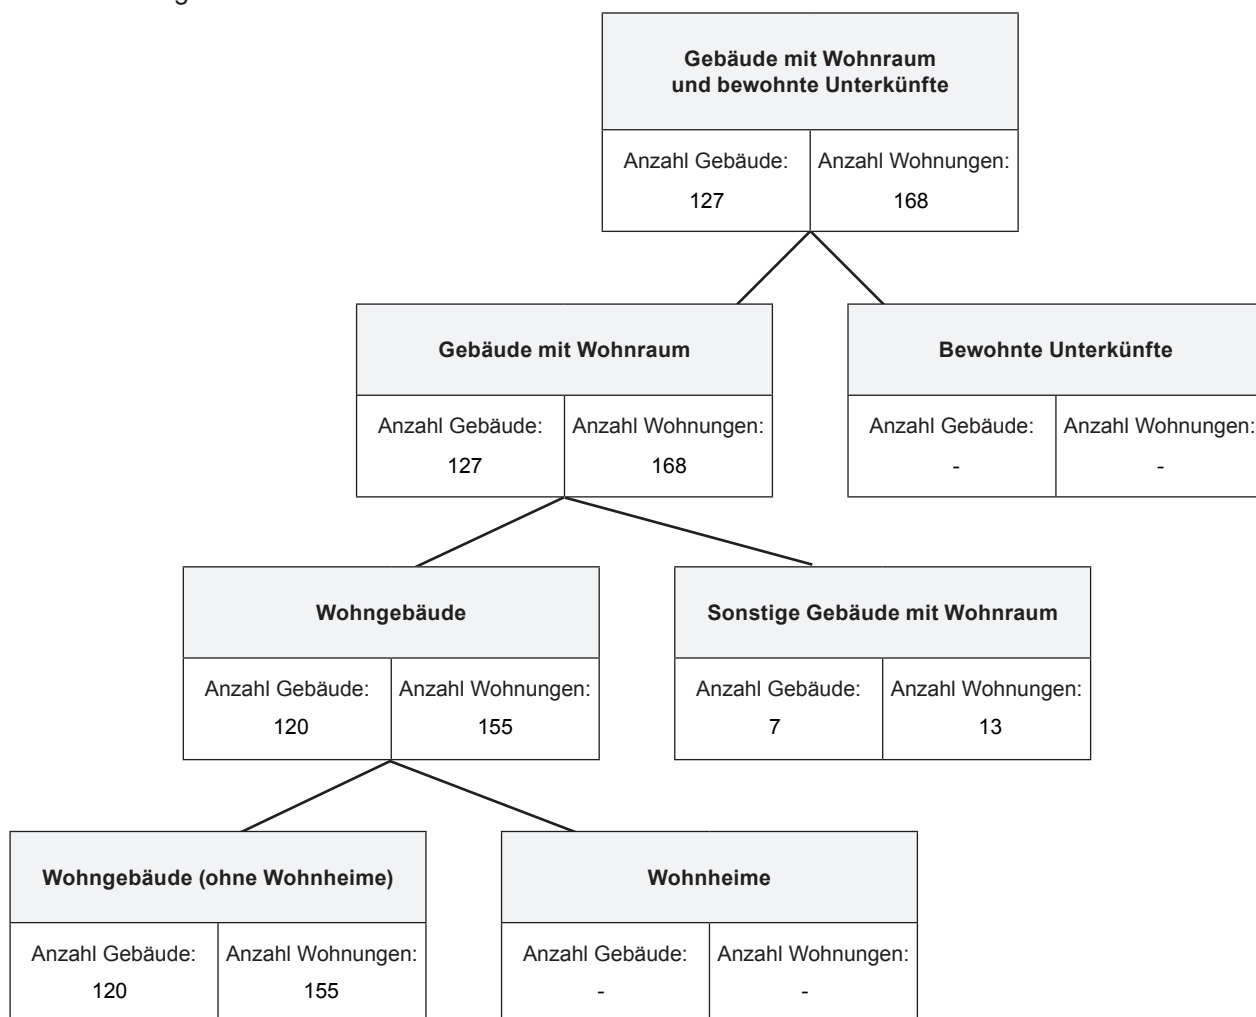 Gebäude mit Wohnraum
und bewohnte Unterkünfte
Anzahl Gebäude:
127
Anzahl Wohnungen:
168
Gebäude mit Wohnraum
Anzahl Gebäude:
127
Anzahl Wohnungen:
168
Bewohnte Unterkünfte
Anzahl Gebäude:
-
Anzahl Wohnungen:
-
Wohngebäude
Anzahl Gebäude:
120
Anzahl Wohnungen:
155
Sonstige Gebäude mit Wohnraum
Anzahl Gebäude:
7
Anzahl Wohnungen:
13
Wohngebäude (ohne Wohnheime)
Anzahl Gebäude:
120
Anzahl Wohnungen:
155
Wohnheime
Anzahl Gebäude:
-
Anzahl Wohnungen:
-